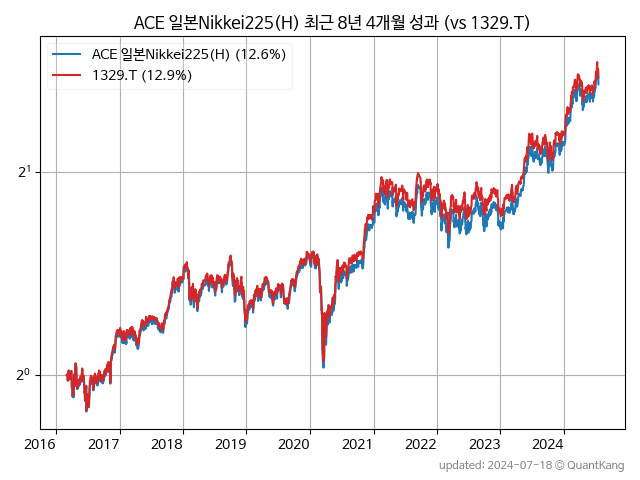 ACE 일본Nikkei225(H) 최근 8년 4개월 성과 (vs 1329.T)
ACE 일본Nikkei225(H) (12.6%)
1329.T (12.9%)
2¹
2⁰
2016 2017 2018 2019 2020 2021 2022 2023 2024
updated: 2024-07-18 © QuantKang